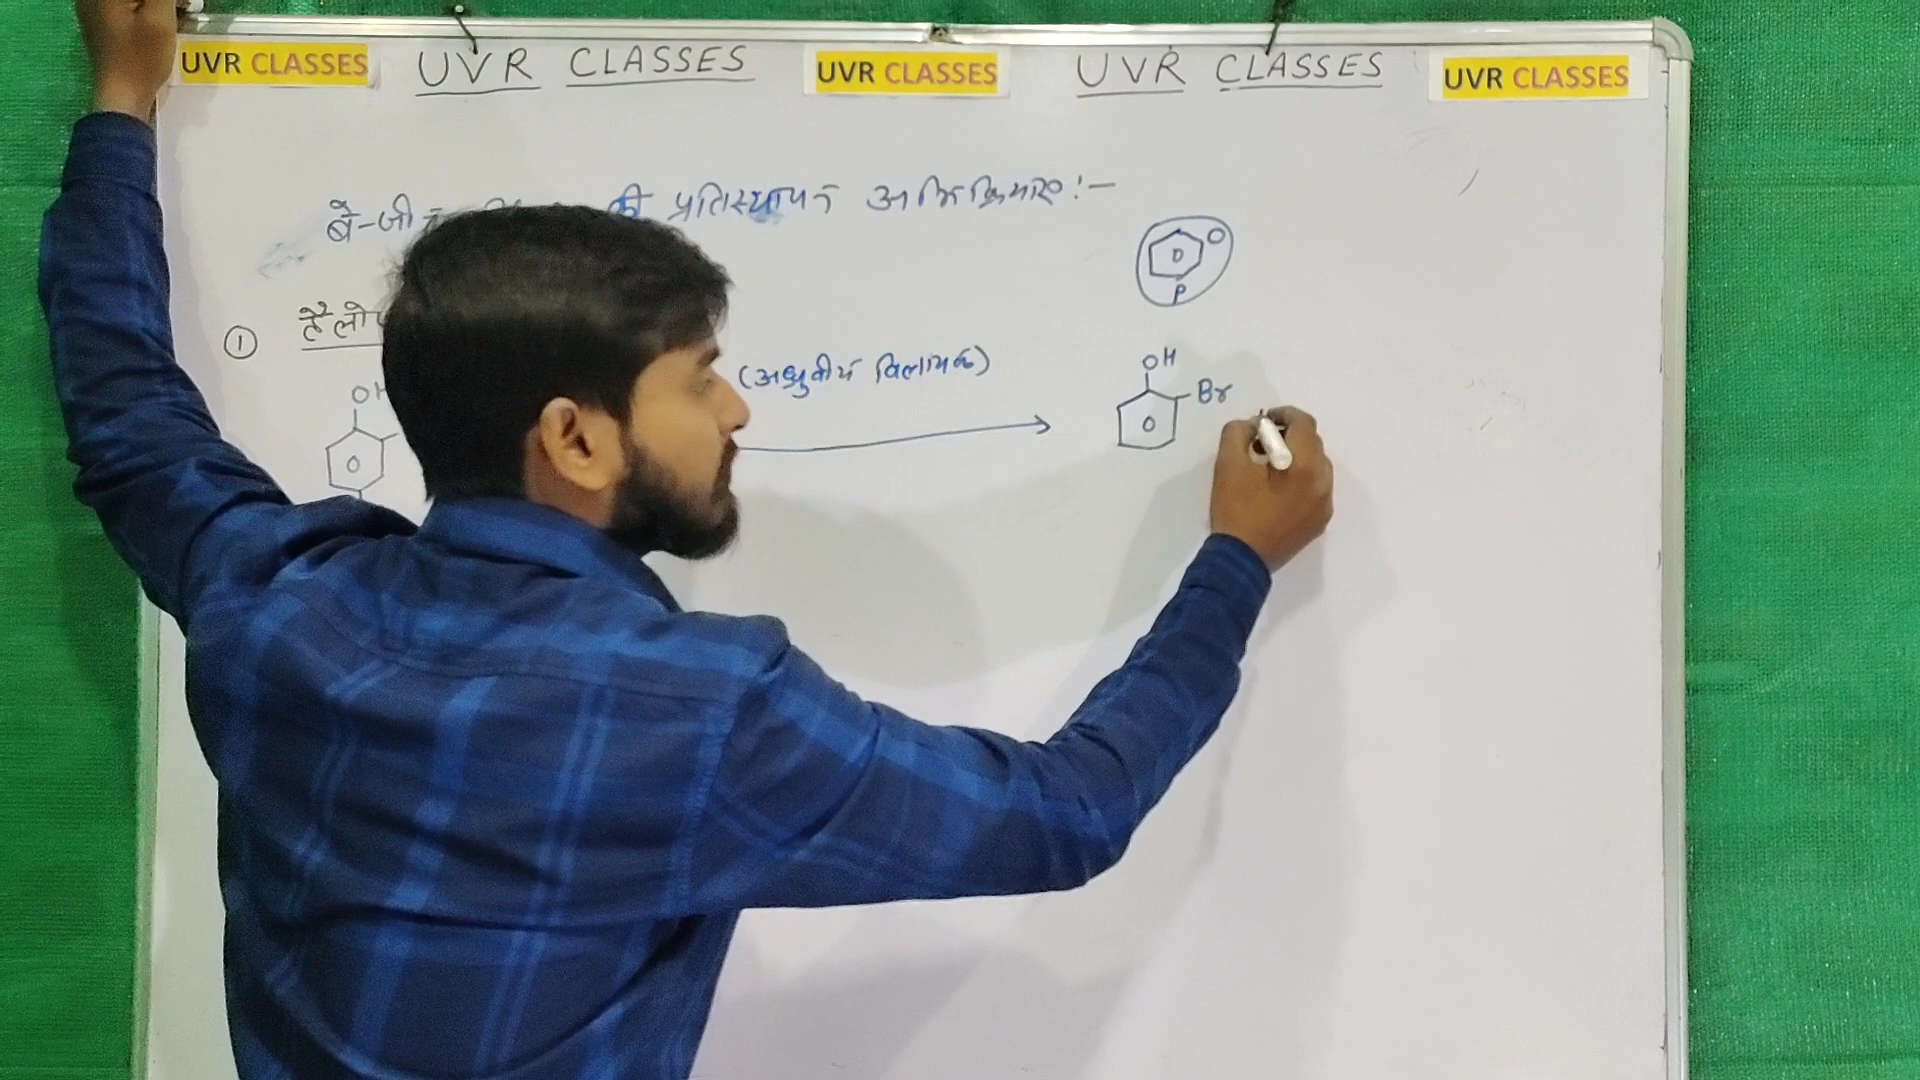 UVR CLASSES UVR CLASSES UVR CLASSES UVR CLASSES UVR CLASSES
बे-जीन की प्रतिस्थापन अभिक्रियाएं:-
O
P
①
OH
(अध्रुवीय विलायक)
OH
Br